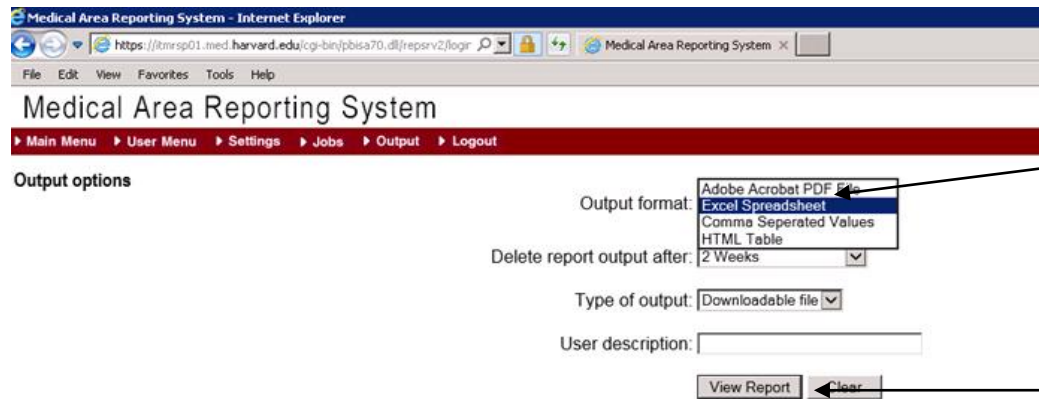 Medical Area Reporting System - Internet Explorer
https://itmrsp01.med.harvard.edu/cgi-bin/pbisa70.dll/repsrv2/logir Medical Area Reporting System
File Edit View Favorites Tools Help
Medical Area Reporting System
Main Menu User Menu Settings Jobs Output Logout
Output options
Output format:
Adobe Acrobat PDF File
Excel Spreadsheet
Comma Seperated Values
HTML Table
Delete report output after: 2 Weeks
Type of output: Downloadable file
User description:
View Report Clear